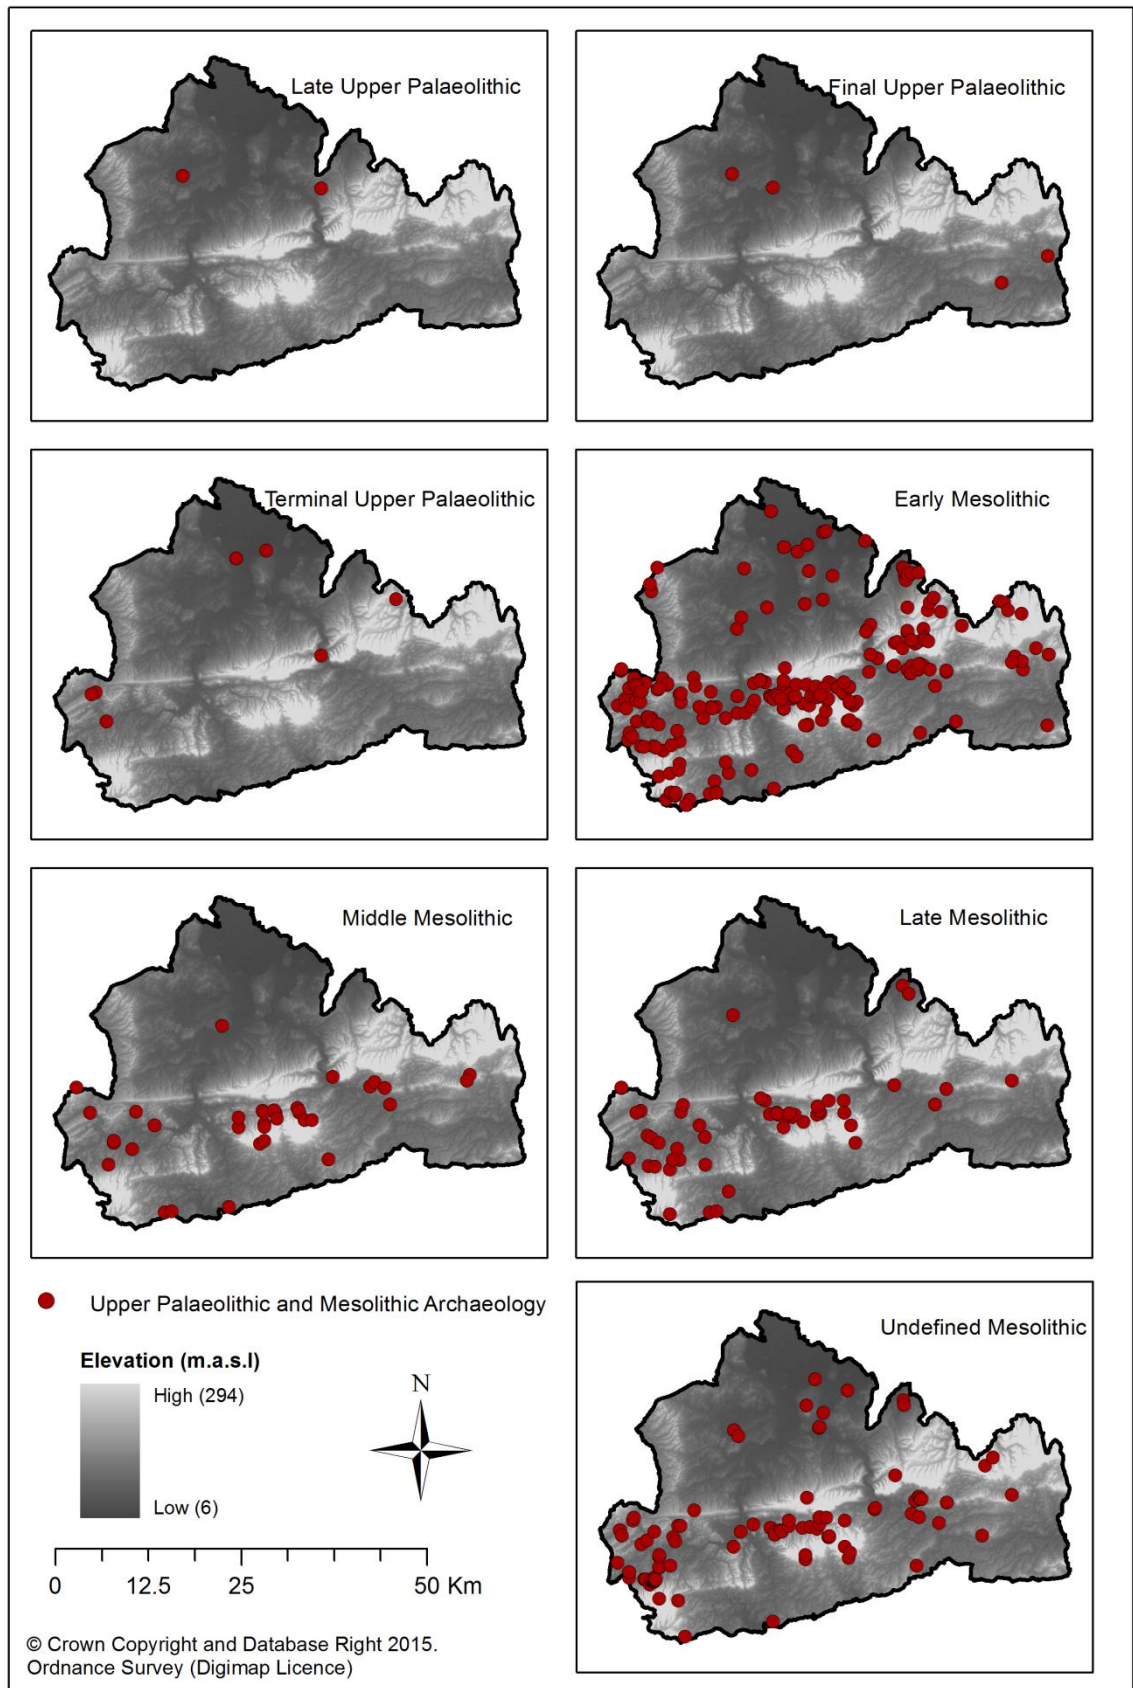 Late Upper Palaeolithic
Final Upper Palaeolithic
Terminal Upper Palaeolithic
Early Mesolithic
Middle Mesolithic
Late Mesolithic
Upper Palaeolithic and Mesolithic Archaeology
Undefined Mesolithic
Elevation (m.a.s.l)
High (294)
Low (6)
N
0 12.5 25 50 Km
© Crown Copyright and Database Right 2015.
Ordnance Survey (Digimap Licence)